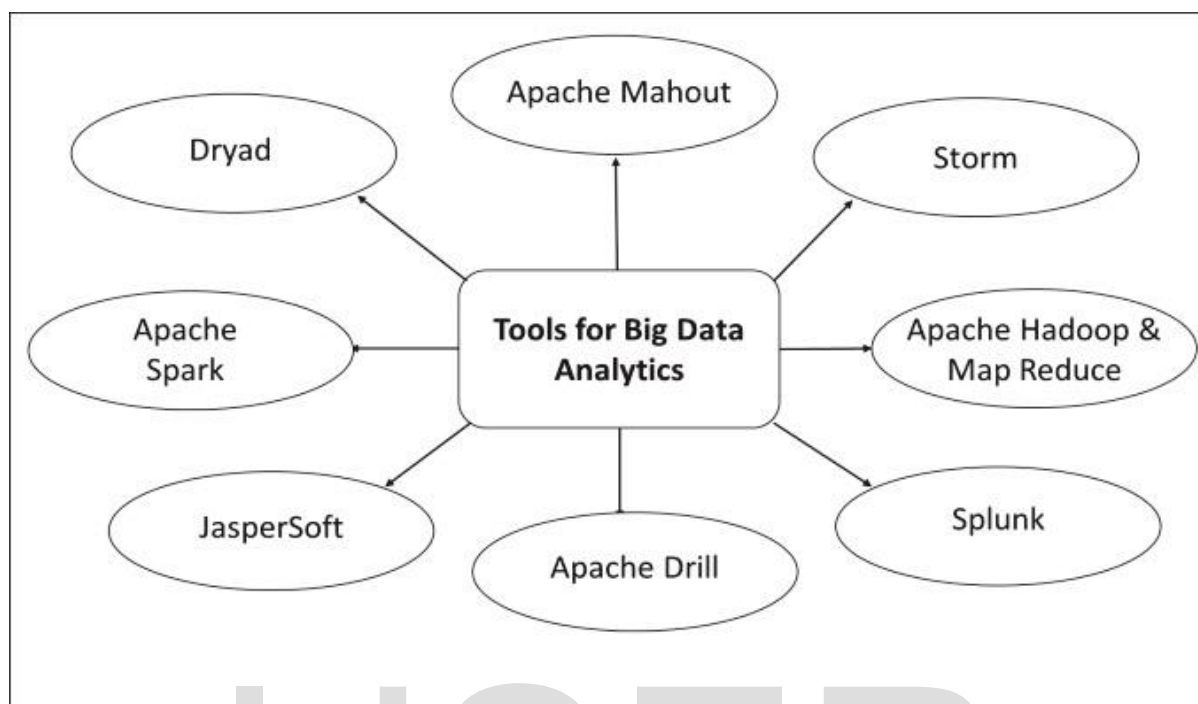 Apache Mahout
Dryad
Storm
Tools for Big Data
Analytics
Apache
Spark
Apache Hadoop &
Map Reduce
JasperSoft
Splunk
Apache Drill